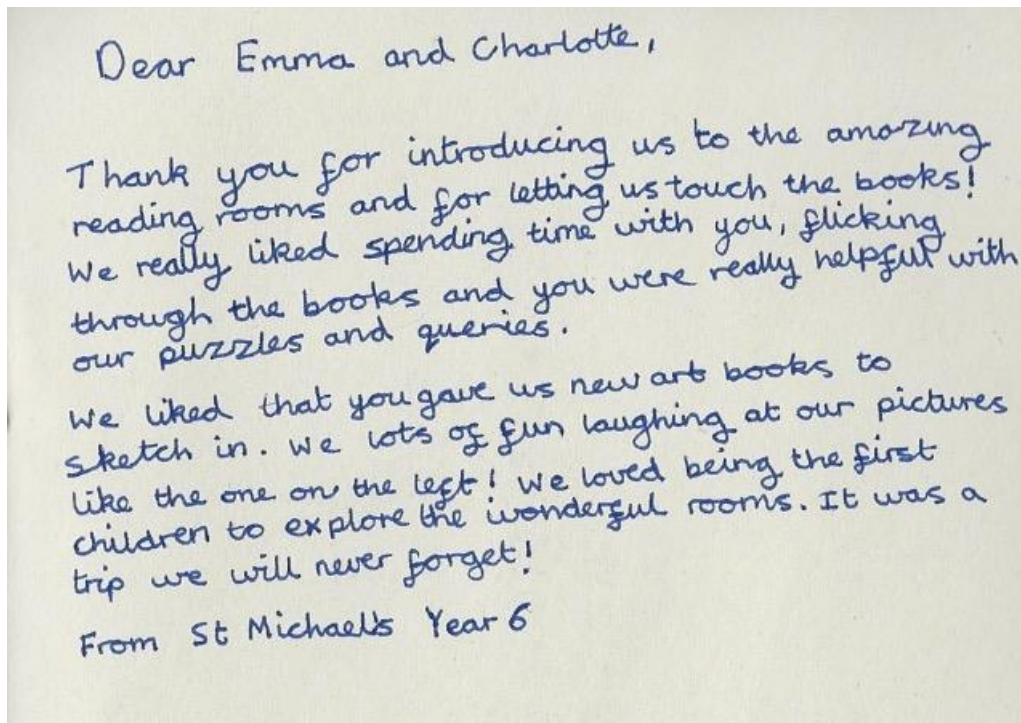 Dear Emma and Charlotte,
Thank you for introducing us to the amazing
reading rooms and for letting us touch the books!
We really liked spending time with you, flicking
through the books and you were really helpful with
our puzzles and queries.
We liked that you gave us new art books to
sketch in. We lots of fun laughing at our pictures
like the one on the left! We loved being the first
children to explore the wonderful rooms. It was a
trip we will never forget!
From St Michael's Year 6